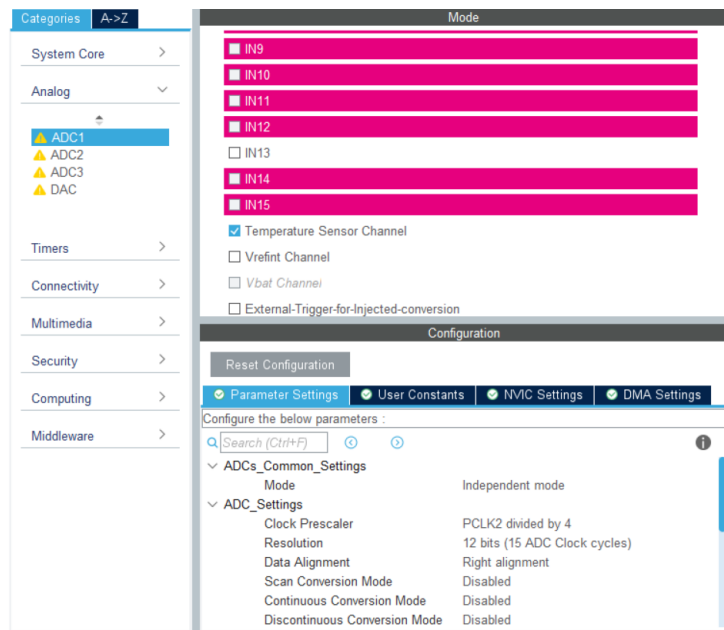 Categories A->Z
System Core
Analog
ADC1
ADC2
ADC3
DAC
Timers
Connectivity
Multimedia
Security
Computing
Middleware
Mode
IN9
IN10
IN11
IN12
IN13
IN14
IN15
Temperature Sensor Channel
Vrefint Channel
Vbat Channel
External-Trigger-for-Injected-conversion
Configuration
Reset Configuration
Parameter Settings User Constants NVIC Settings DMA Settings
Configure the below parameters :
Search (Ctrl+F)
ADCs_Common_Settings
Mode Independent mode
ADC_Settings
Clock Prescaler PCLK2 divided by 4
Resolution 12 bits (15 ADC Clock cycles)
Data Alignment Right alignment
Scan Conversion Mode Disabled
Continuous Conversion Mode Disabled
Discontinuous Conversion Mode Disabled